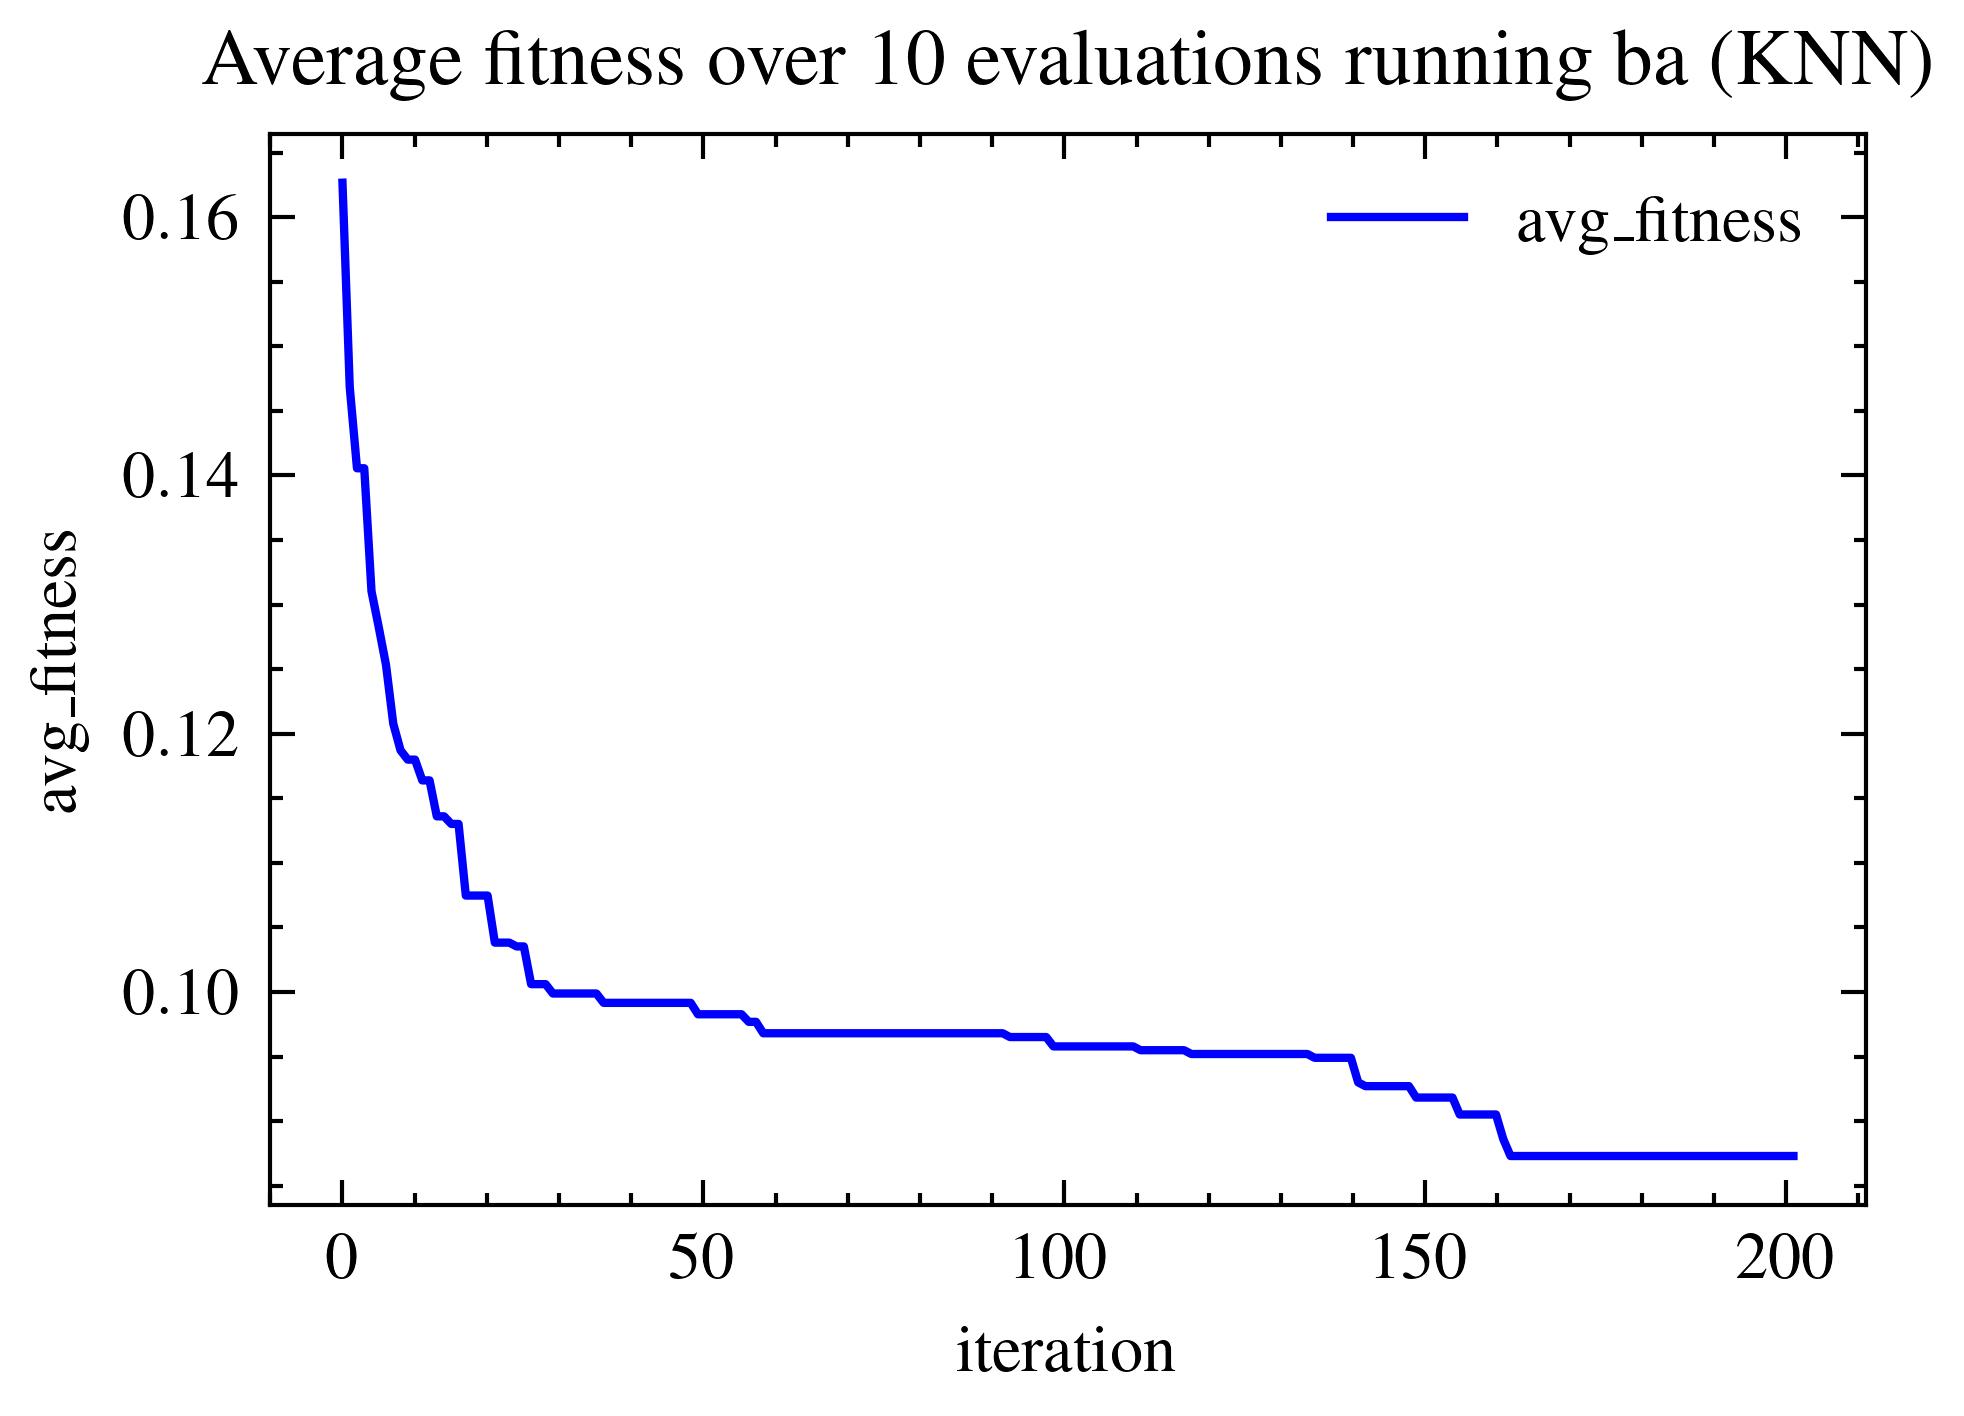 Average fitness over 10 evaluations running ba (KNN)
avg_fitness
0.16
0.14
0.12
0.10
avg_fitness
0 50 100 150 200
iteration